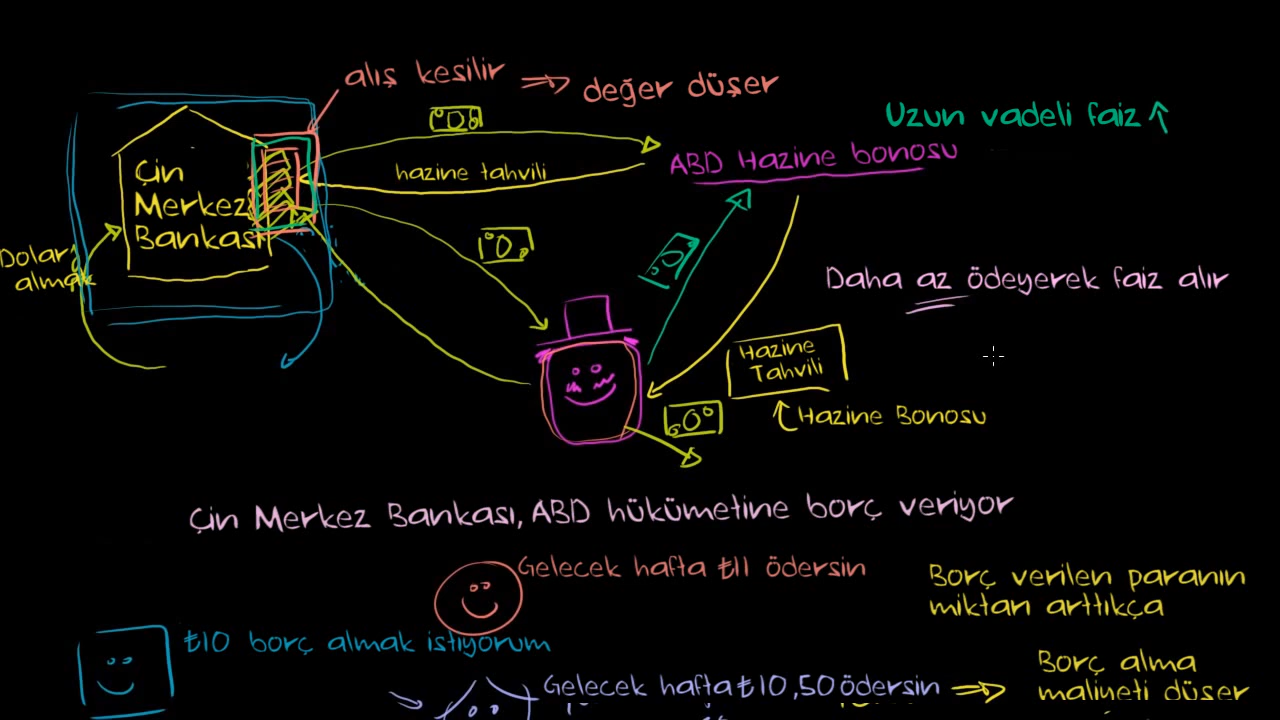 alış kesilir
değer düşer
Uzun vadeli faiz
ABD Hazine bonosu
hazine tahvili
Çin
Merkez
Bankası
Dolar
almak
Daha az ödeyerek faiz alır
Hazine
Tahvili
Hazine Bonosu
Çin Merkez Bankası, ABD hükümetine borç veriyor
Gelecek hafta ₺11 ödersin
Borç verilen paranın
miktarı arttıkça
₺10 borç almak istiyorum
Borç alma
Gelecek hafta ₺10,50 ödersin
maliyeti düşer